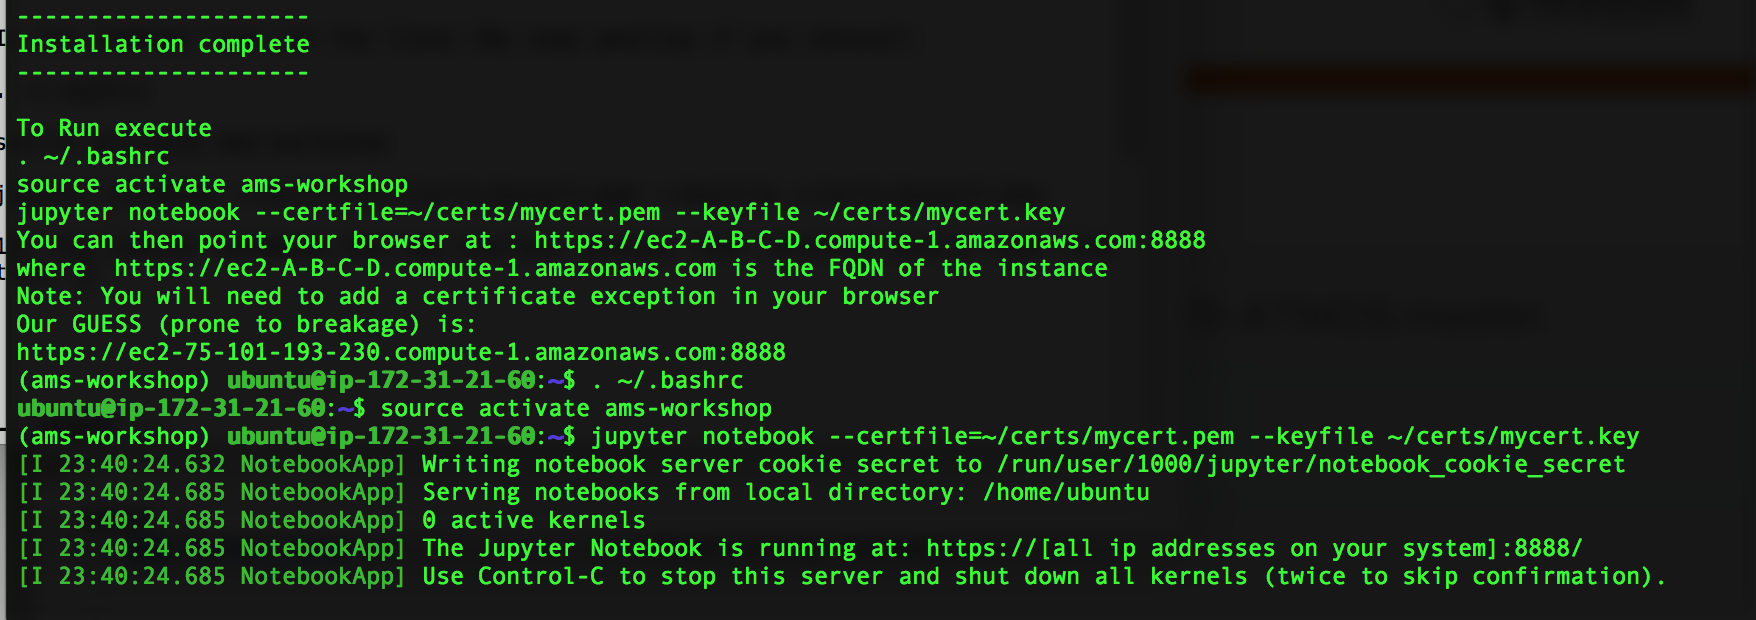 ---------------------
Installation complete
---------------------
To Run execute
. ~/.bashrc
source activate ams-workshop
jupyter notebook --certfile=~/certs/mycert.pem --keyfile ~/certs/mycert.key
You can then point your browser at : https://ec2-A-B-C-D.compute-1.amazonaws.com:8888
where  https://ec2-A-B-C-D.compute-1.amazonaws.com is the FQDN of the instance
Note: You will need to add a certificate exception in your browser
Our GUESS (prone to breakage) is:
https://ec2-75-101-193-230.compute-1.amazonaws.com:8888
(ams-workshop) ubuntu@ip-172-31-21-60:~$ . ~/.bashrc
ubuntu@ip-172-31-21-60:~$ source activate ams-workshop
(ams-workshop) ubuntu@ip-172-31-21-60:~$ jupyter notebook --certfile=~/certs/mycert.pem --keyfile ~/certs/mycert.key
[I 23:40:24.632 NotebookApp] Writing notebook server cookie secret to /run/user/1000/jupyter/notebook_cookie_secret
[I 23:40:24.685 NotebookApp] Serving notebooks from local directory: /home/ubuntu
[I 23:40:24.685 NotebookApp] 0 active kernels
[I 23:40:24.685 NotebookApp] The Jupyter Notebook is running at: https://[all ip addresses on your system]:8888/
[I 23:40:24.685 NotebookApp] Use Control-C to stop this server and shut down all kernels (twice to skip confirmation).